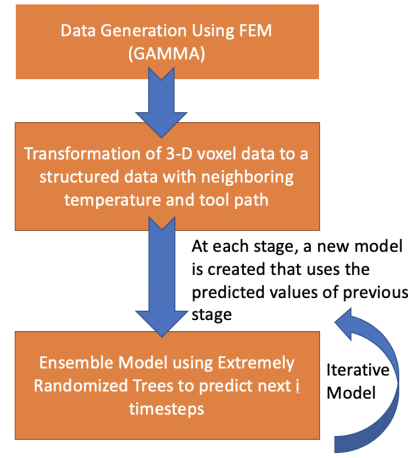 Data Generation Using FEM
(GAMMA)
Transformation of 3-D voxel data to a
structured data with neighboring
temperature and tool path
At each stage, a new model
is created that uses the
predicted values of previous
stage
Ensemble Model using Extremely
Randomized Trees to predict next i
timesteps
Iterative
Model